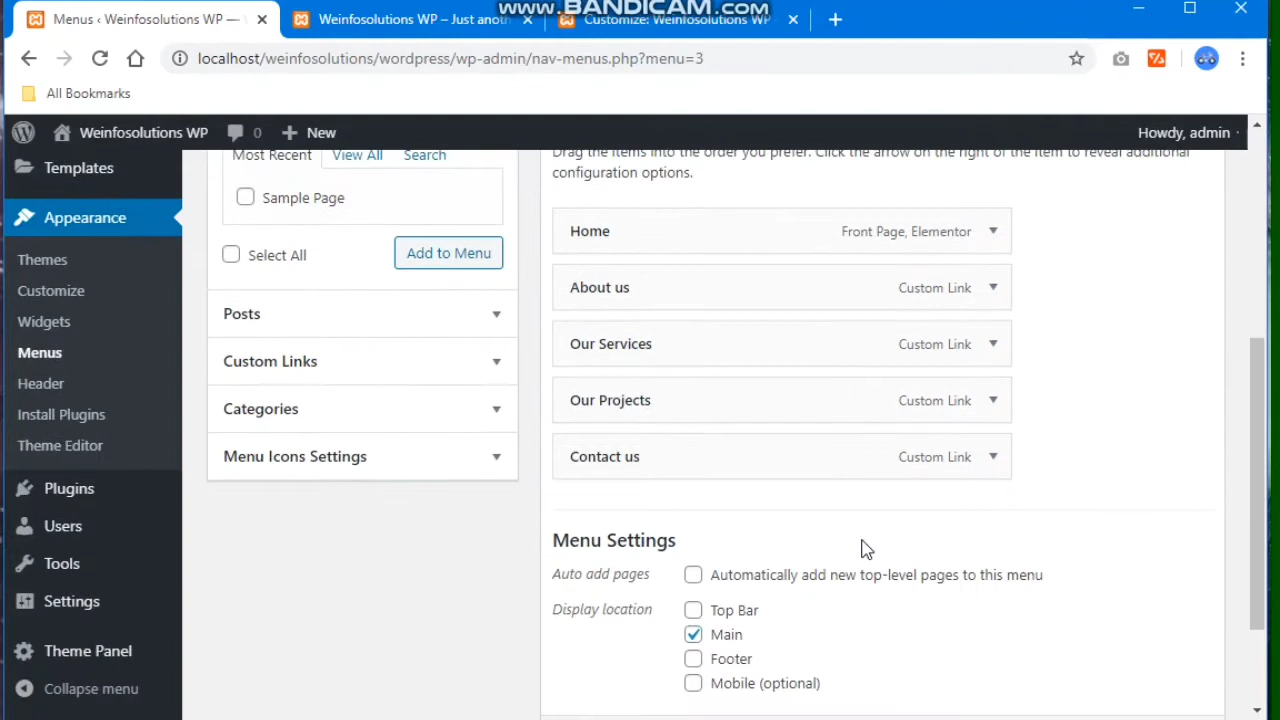 www.BANDICAM.com
Menus ‹ Weinfosolutions WP —
Weinfosolutions WP – Just anoth
Customize: Weinfosolutions WP
localhost/weinfosolutions/wordpress/wp-admin/nav-menus.php?menu=3
All Bookmarks
Weinfosolutions WP
0
New
Howdy, admin
Templates
Appearance
Themes
Customize
Widgets
Menus
Header
Install Plugins
Theme Editor
Plugins
Users
Tools
Settings
Theme Panel
Collapse menu
Most Recent
View All
Search
Sample Page
Select All
Add to Menu
Posts
Custom Links
Categories
Menu Icons Settings
Drag the items into the order you prefer. Click the arrow on the right of the item to reveal additional
configuration options.
Home
Front Page, Elementor
About us
Custom Link
Our Services
Custom Link
Our Projects
Custom Link
Contact us
Custom Link
Menu Settings
Auto add pages
Automatically add new top-level pages to this menu
Display location
Top Bar
Main
Footer
Mobile (optional)